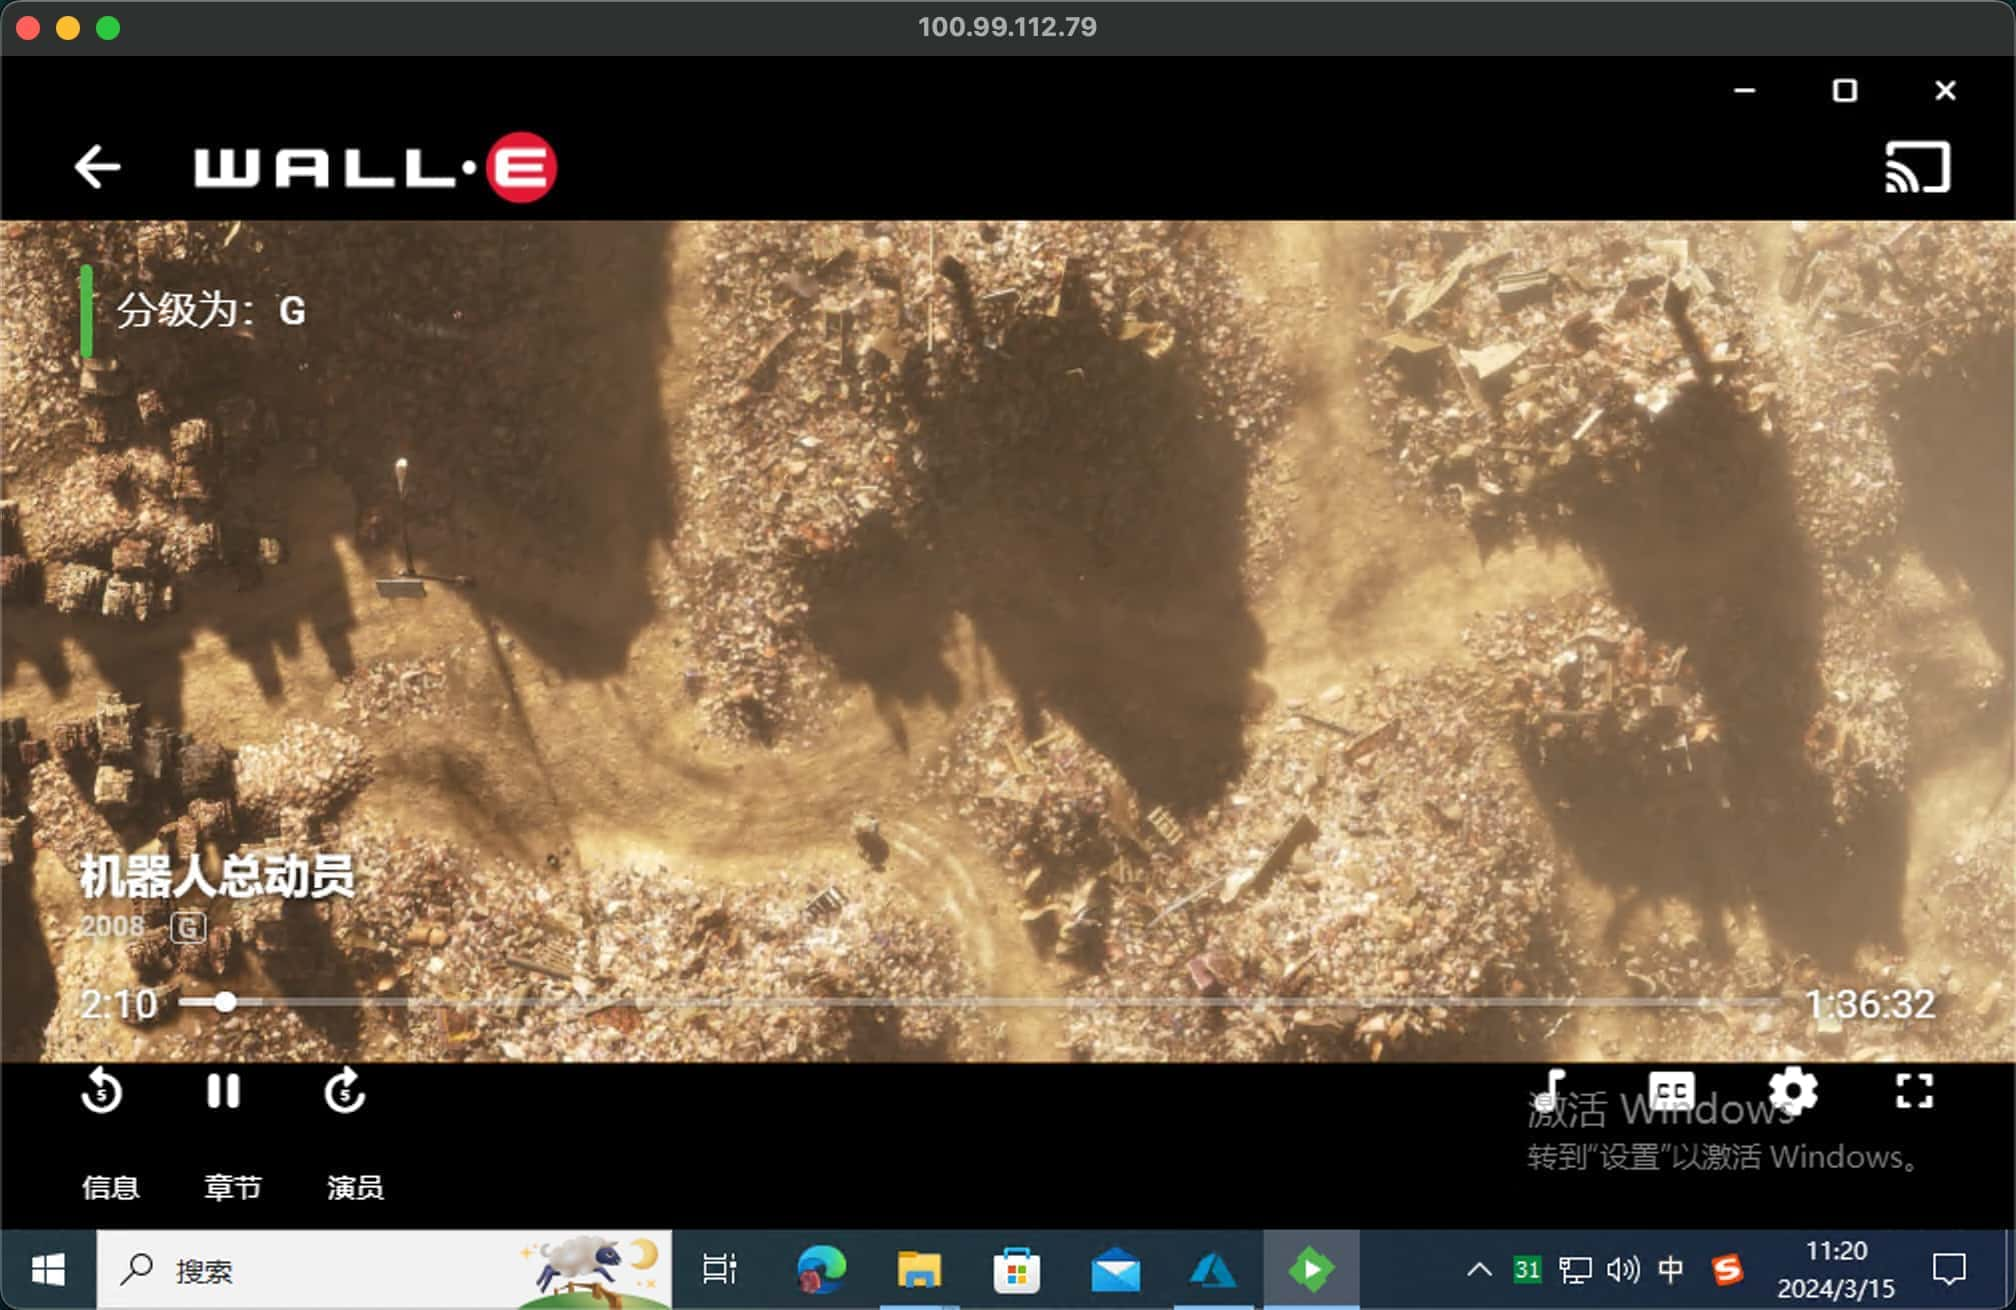 100.99.112.79
WALL·E
分级为：G
机器人总动员
2008 G
2:10
1:36:32
5
5
CC
激活 Windows
转到“设置”以激活 Windows。
信息
章节
演员
搜索
31
中
S
11:20
2024/3/15